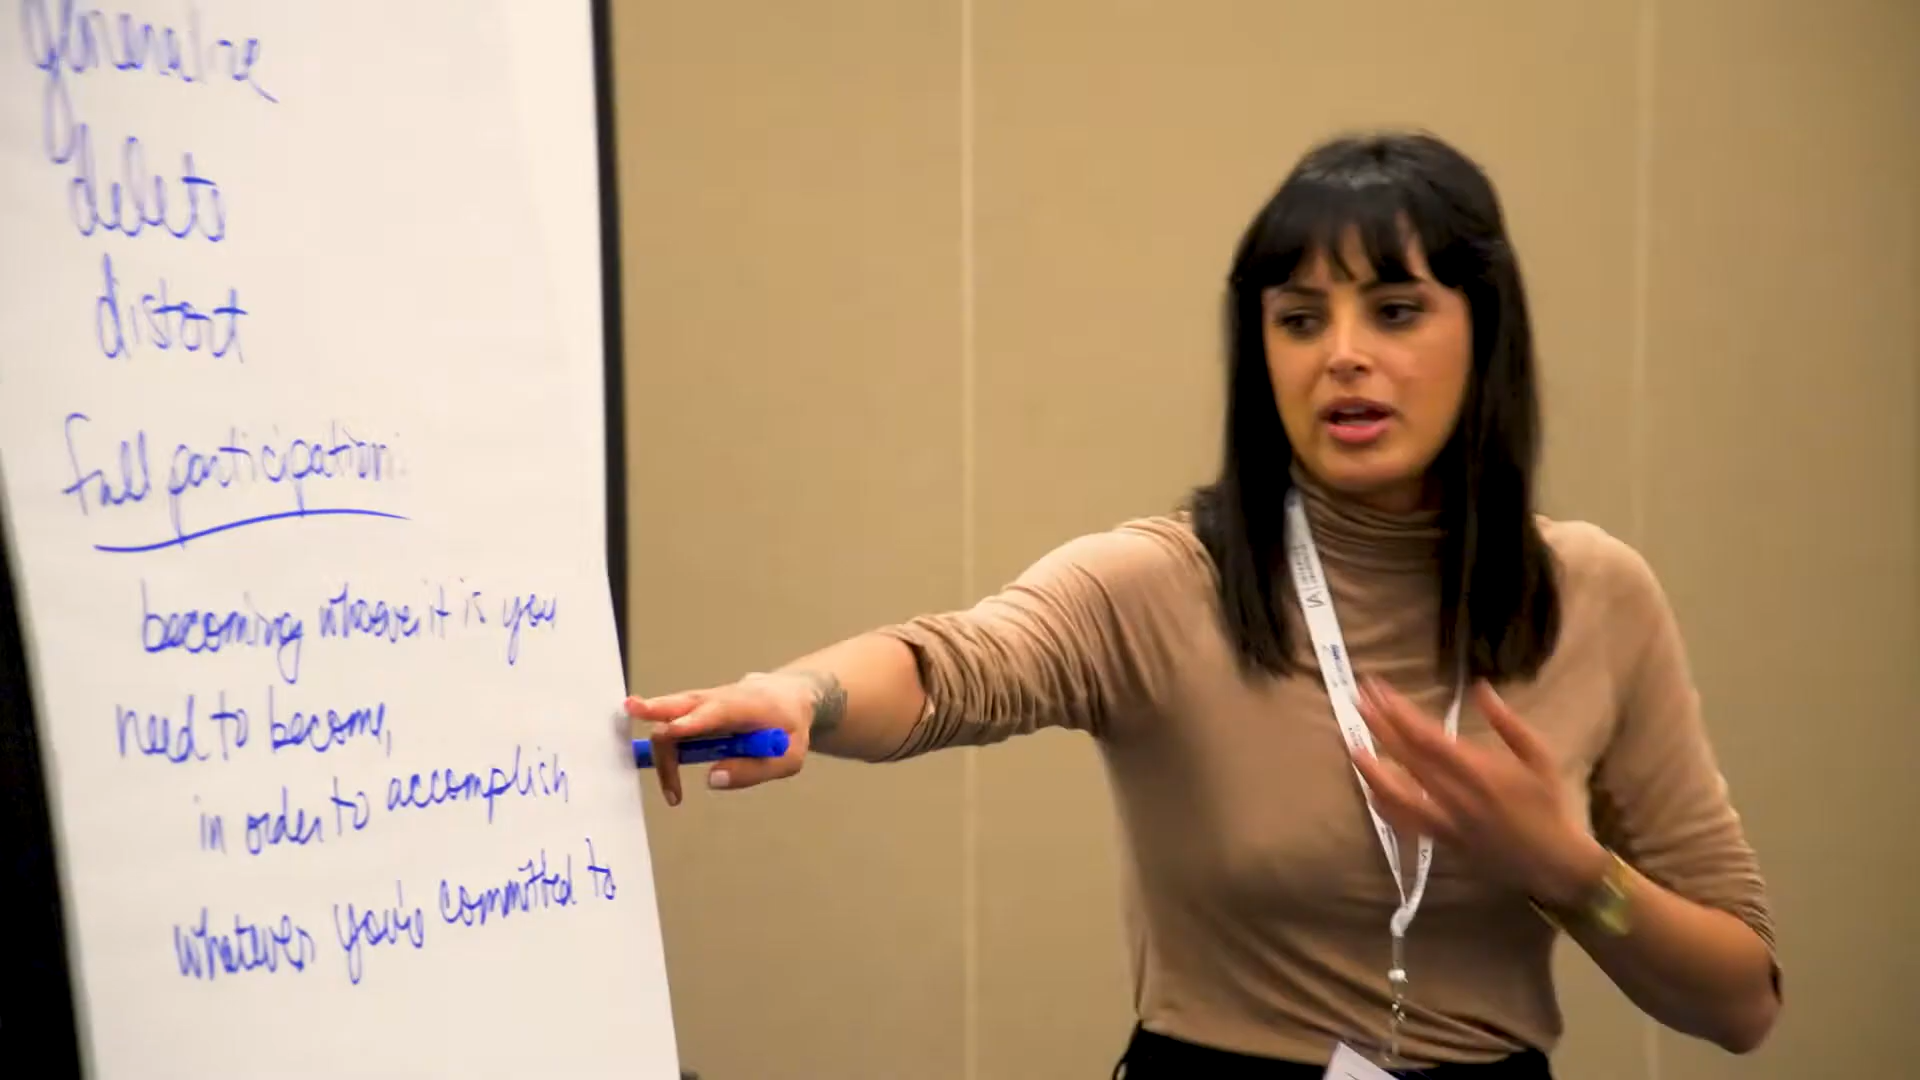 generalize
delete
distort
full participation:
becoming whoever it is you
need to become,
in order to accomplish
whatever you're committed to